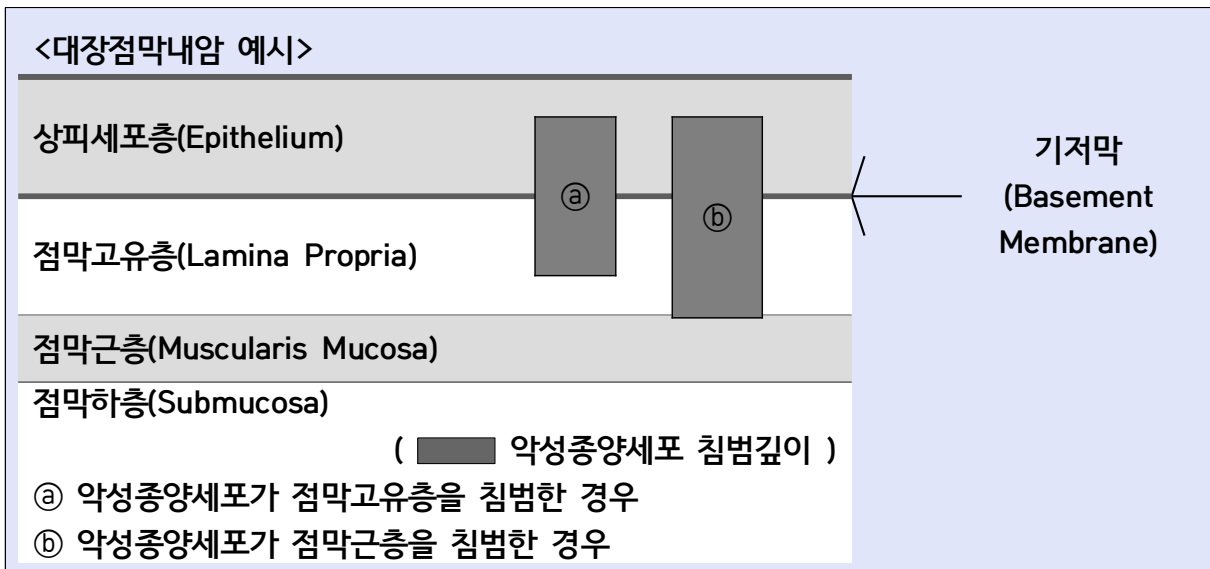 <대장점막내암 예시>
상피세포층(Epithelium)
ⓐ
ⓑ
기저막
(Basement
Membrane)
점막고유층(Lamina Propria)
점막근층(Muscularis Mucosa)
점막하층(Submucosa)
( 악성종양세포 침범깊이 )
ⓐ 악성종양세포가 점막고유층을 침범한 경우
ⓑ 악성종양세포가 점막근층을 침범한 경우